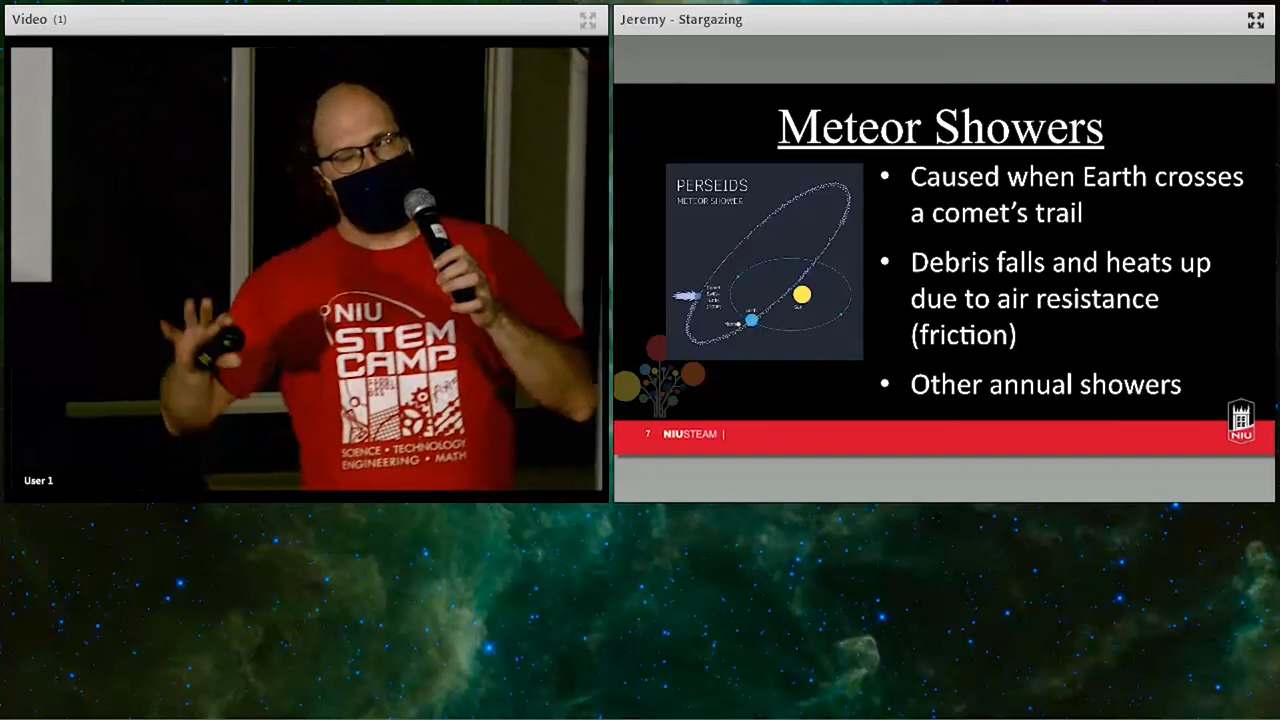 Video (1)
NIU
STEM
CAMP
SCIENCE • TECHNOLOGY
ENGINEERING • MATH
User 1
Jeremy - Stargazing
Meteor Showers
PERSEIDS
METEOR SHOWER
• Caused when Earth crosses
a comet's trail
• Debris falls and heats up
due to air resistance
(friction)
• Other annual showers
7 NIUSTEAM |
NIU